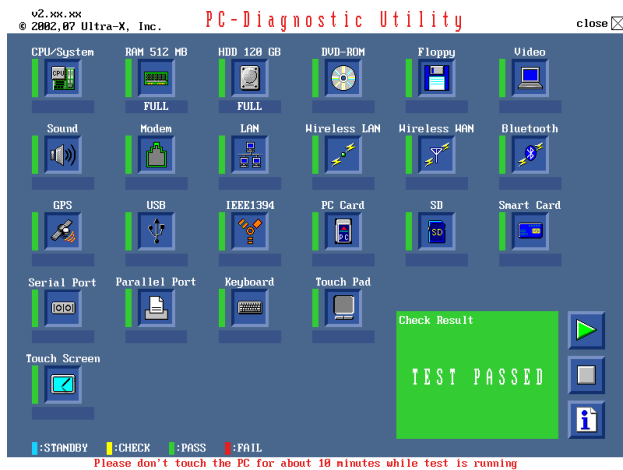 v2.xx.xx
© 2002,07 Ultra-X, Inc.
PC-Diagnostic Utility
close
CPU/System
RAM 512 MB
HDD 120 GB
DVD-ROM
Floppy
Video
CPU
FULL
FULL
Sound
Modem
LAN
Wireless LAN
Wireless WAN
Bluetooth
GPS
USB
IEEE1394
PC Card
SD
Smart Card
PC
SD
Serial Port
Parallel Port
Keyboard
Touch Pad
Check Result
TEST PASSED
Touch Screen
:STANDBY
:CHECK
:PASS
:FAIL
Please don't touch the PC for about 10 minutes while test is running